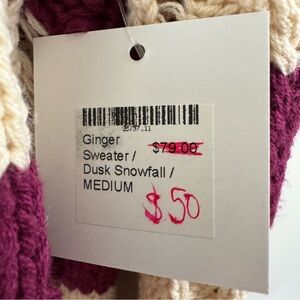 Ginger $79.00
Sweater /
Dusk Snowfall /
MEDIUM
$50